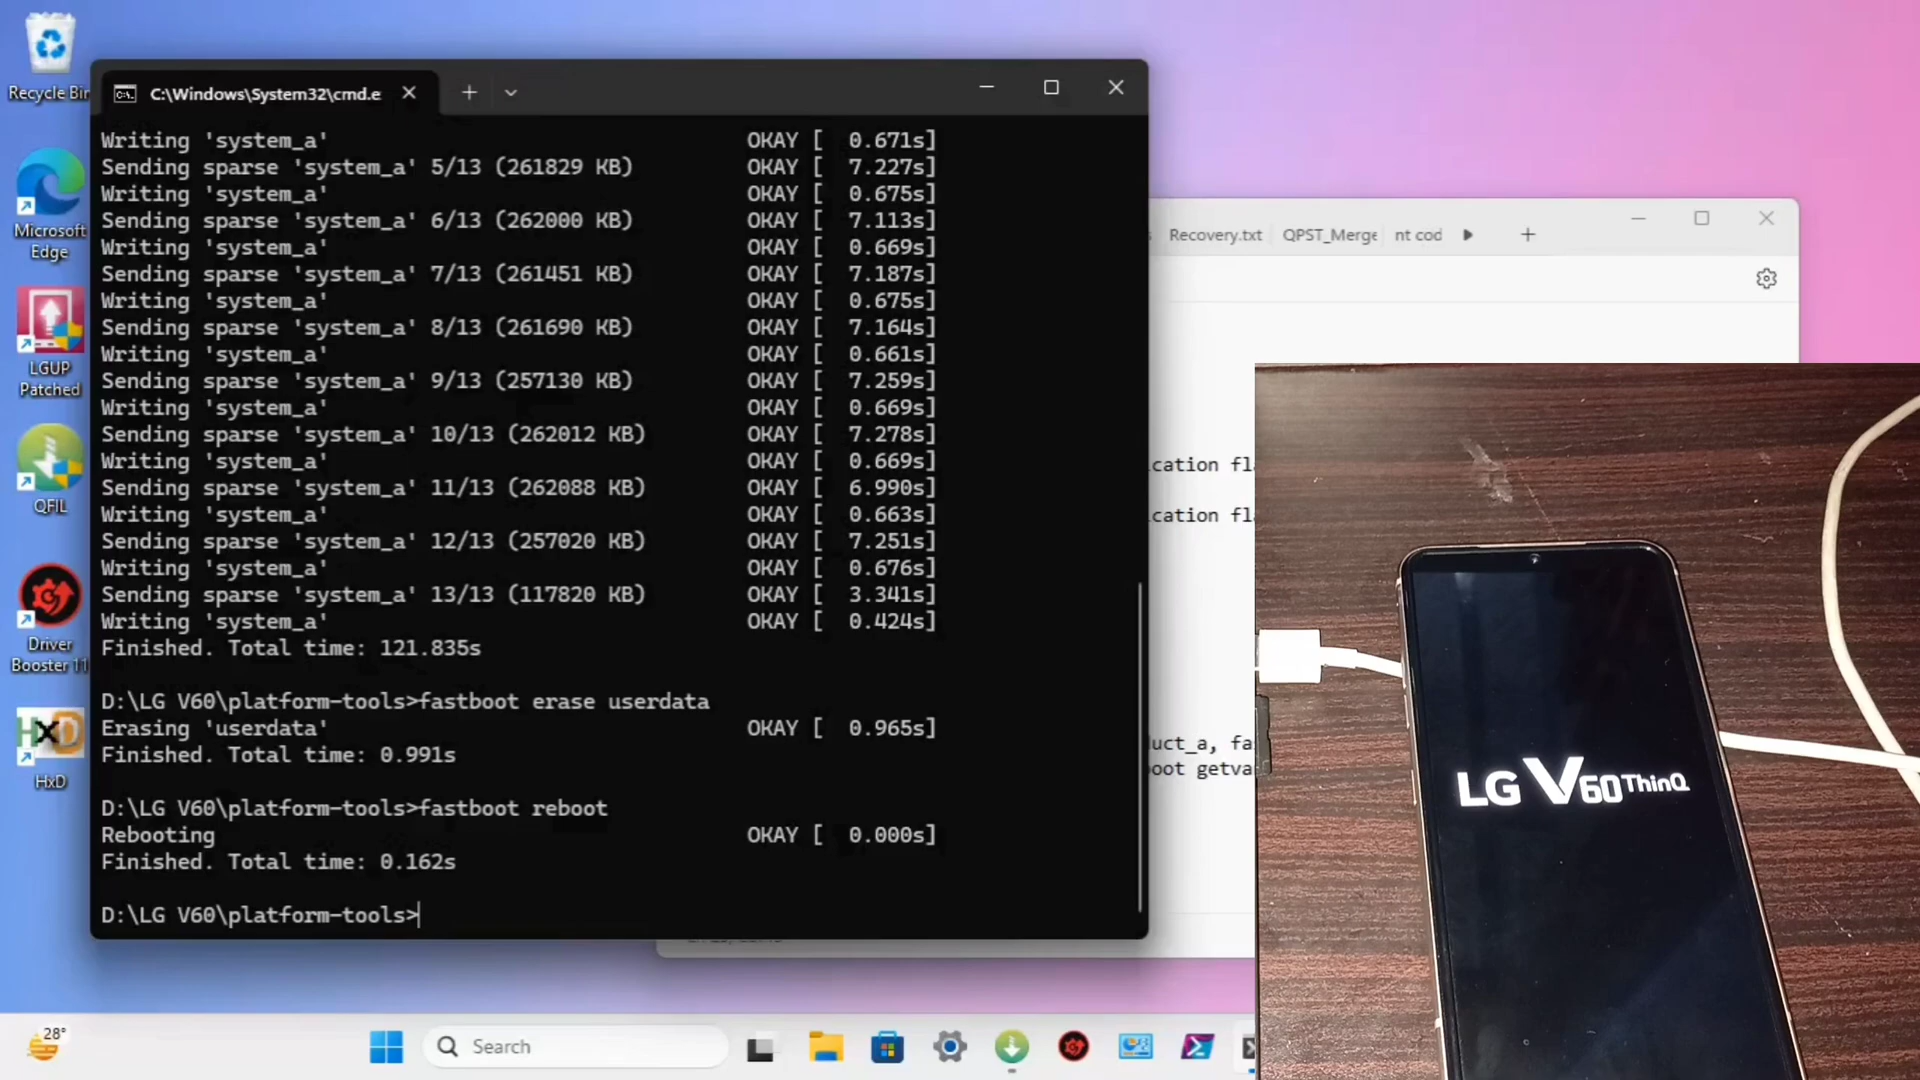 Recycle Bin
Microsoft
Edge
LGUP
Patched
QFIL
Driver
Booster 11
HxD
C:\Windows\System32\cmd.e
Writing 'system_a' OKAY [ 0.671s]
Sending sparse 'system_a' 5/13 (261829 KB) OKAY [ 7.227s]
Writing 'system_a' OKAY [ 0.675s]
Sending sparse 'system_a' 6/13 (262000 KB) OKAY [ 7.113s]
Writing 'system_a' OKAY [ 0.669s]
Sending sparse 'system_a' 7/13 (261451 KB) OKAY [ 7.187s]
Writing 'system_a' OKAY [ 0.675s]
Sending sparse 'system_a' 8/13 (261690 KB) OKAY [ 7.164s]
Writing 'system_a' OKAY [ 0.661s]
Sending sparse 'system_a' 9/13 (257130 KB) OKAY [ 7.259s]
Writing 'system_a' OKAY [ 0.669s]
Sending sparse 'system_a' 10/13 (262012 KB) OKAY [ 7.278s]
Writing 'system_a' OKAY [ 0.669s]
Sending sparse 'system_a' 11/13 (262088 KB) OKAY [ 6.990s]
Writing 'system_a' OKAY [ 0.663s]
Sending sparse 'system_a' 12/13 (257020 KB) OKAY [ 7.251s]
Writing 'system_a' OKAY [ 0.676s]
Sending sparse 'system_a' 13/13 (117820 KB) OKAY [ 3.341s]
Writing 'system_a' OKAY [ 0.424s]
Finished. Total time: 121.835s
D:\LG V60\platform-tools>fastboot erase userdata
Erasing 'userdata' OKAY [ 0.965s]
Finished. Total time: 0.991s
D:\LG V60\platform-tools>fastboot reboot
Rebooting OKAY [ 0.000s]
Finished. Total time: 0.162s
D:\LG V60\platform-tools>
Recovery.txt QPST_Merge nt cod
ication fla
ication fla
uct_a, fa
oot getva
LG V60 ThinQ
28°
Search